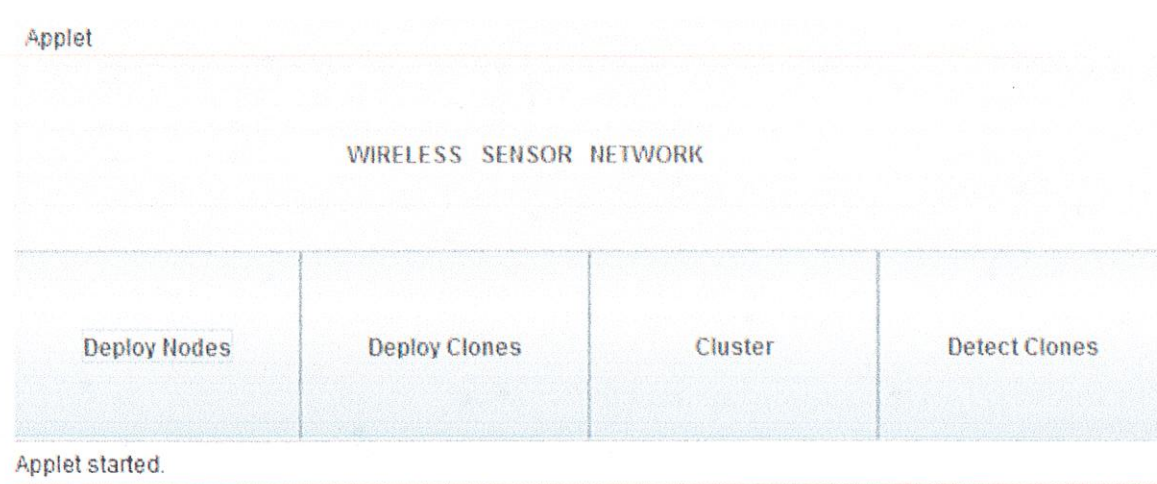 Applet
WIRELESS SENSOR NETWORK
Deploy Nodes
Deploy Clones
Cluster
Detect Clones
Applet started.